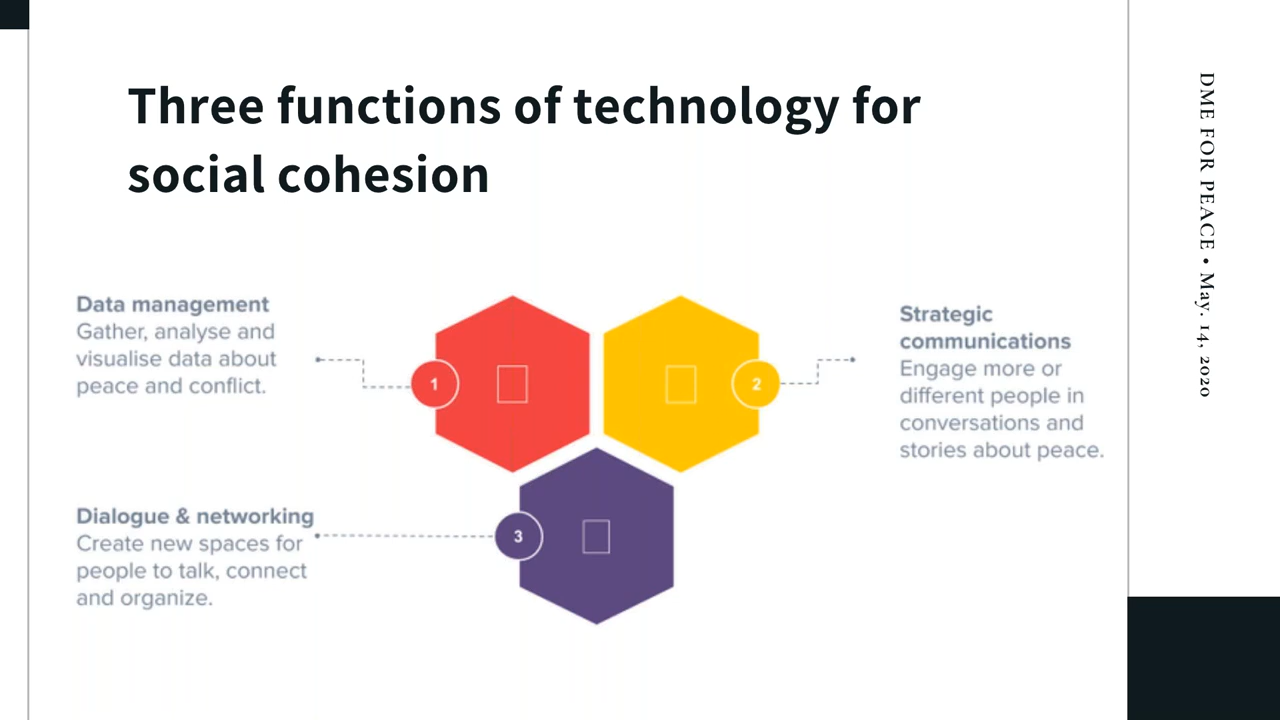 Three functions of technology for
social cohesion
Data management
Gather, analyse and
visualise data about
peace and conflict.
1
2
Strategic
communications
Engage more or
different people in
conversations and
stories about peace.
Dialogue & networking
Create new spaces for
people to talk, connect
and organize.
3
DME FOR PEACE • May. 14, 2020